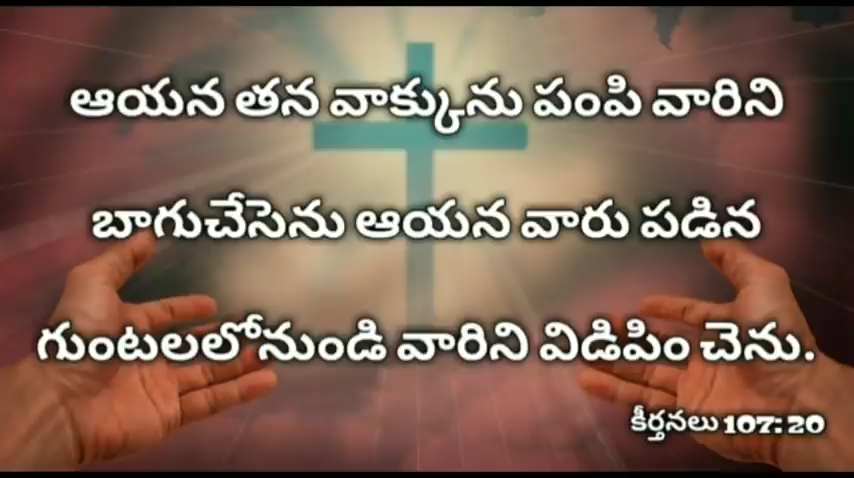 ఆయన తన వాక్కును పంపి వారిని
బాగుచేసెను ఆయన వారు పడిన
గుంటలలోనుండి వారిని విడిపిం చెను.
కీర్తనలు 107: 20